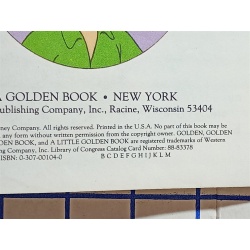 A GOLDEN BOOK • NEW YORK
ublishing Company, Inc., Racine, Wisconsin 53404
ney Company. All rights reserved. Printed in the U.S.A. No part of this book may be
any form without written permission from the copyright owner. GOLDEN, GOLDEN
DEN BOOK, and A LITTLE GOLDEN BOOK are registered trademarks of Western
ing Company, Inc. Library of Congress Catalog Card Number: 88-83378
ISBN: 0-307-00104-0 B C D E F G H I J K L M